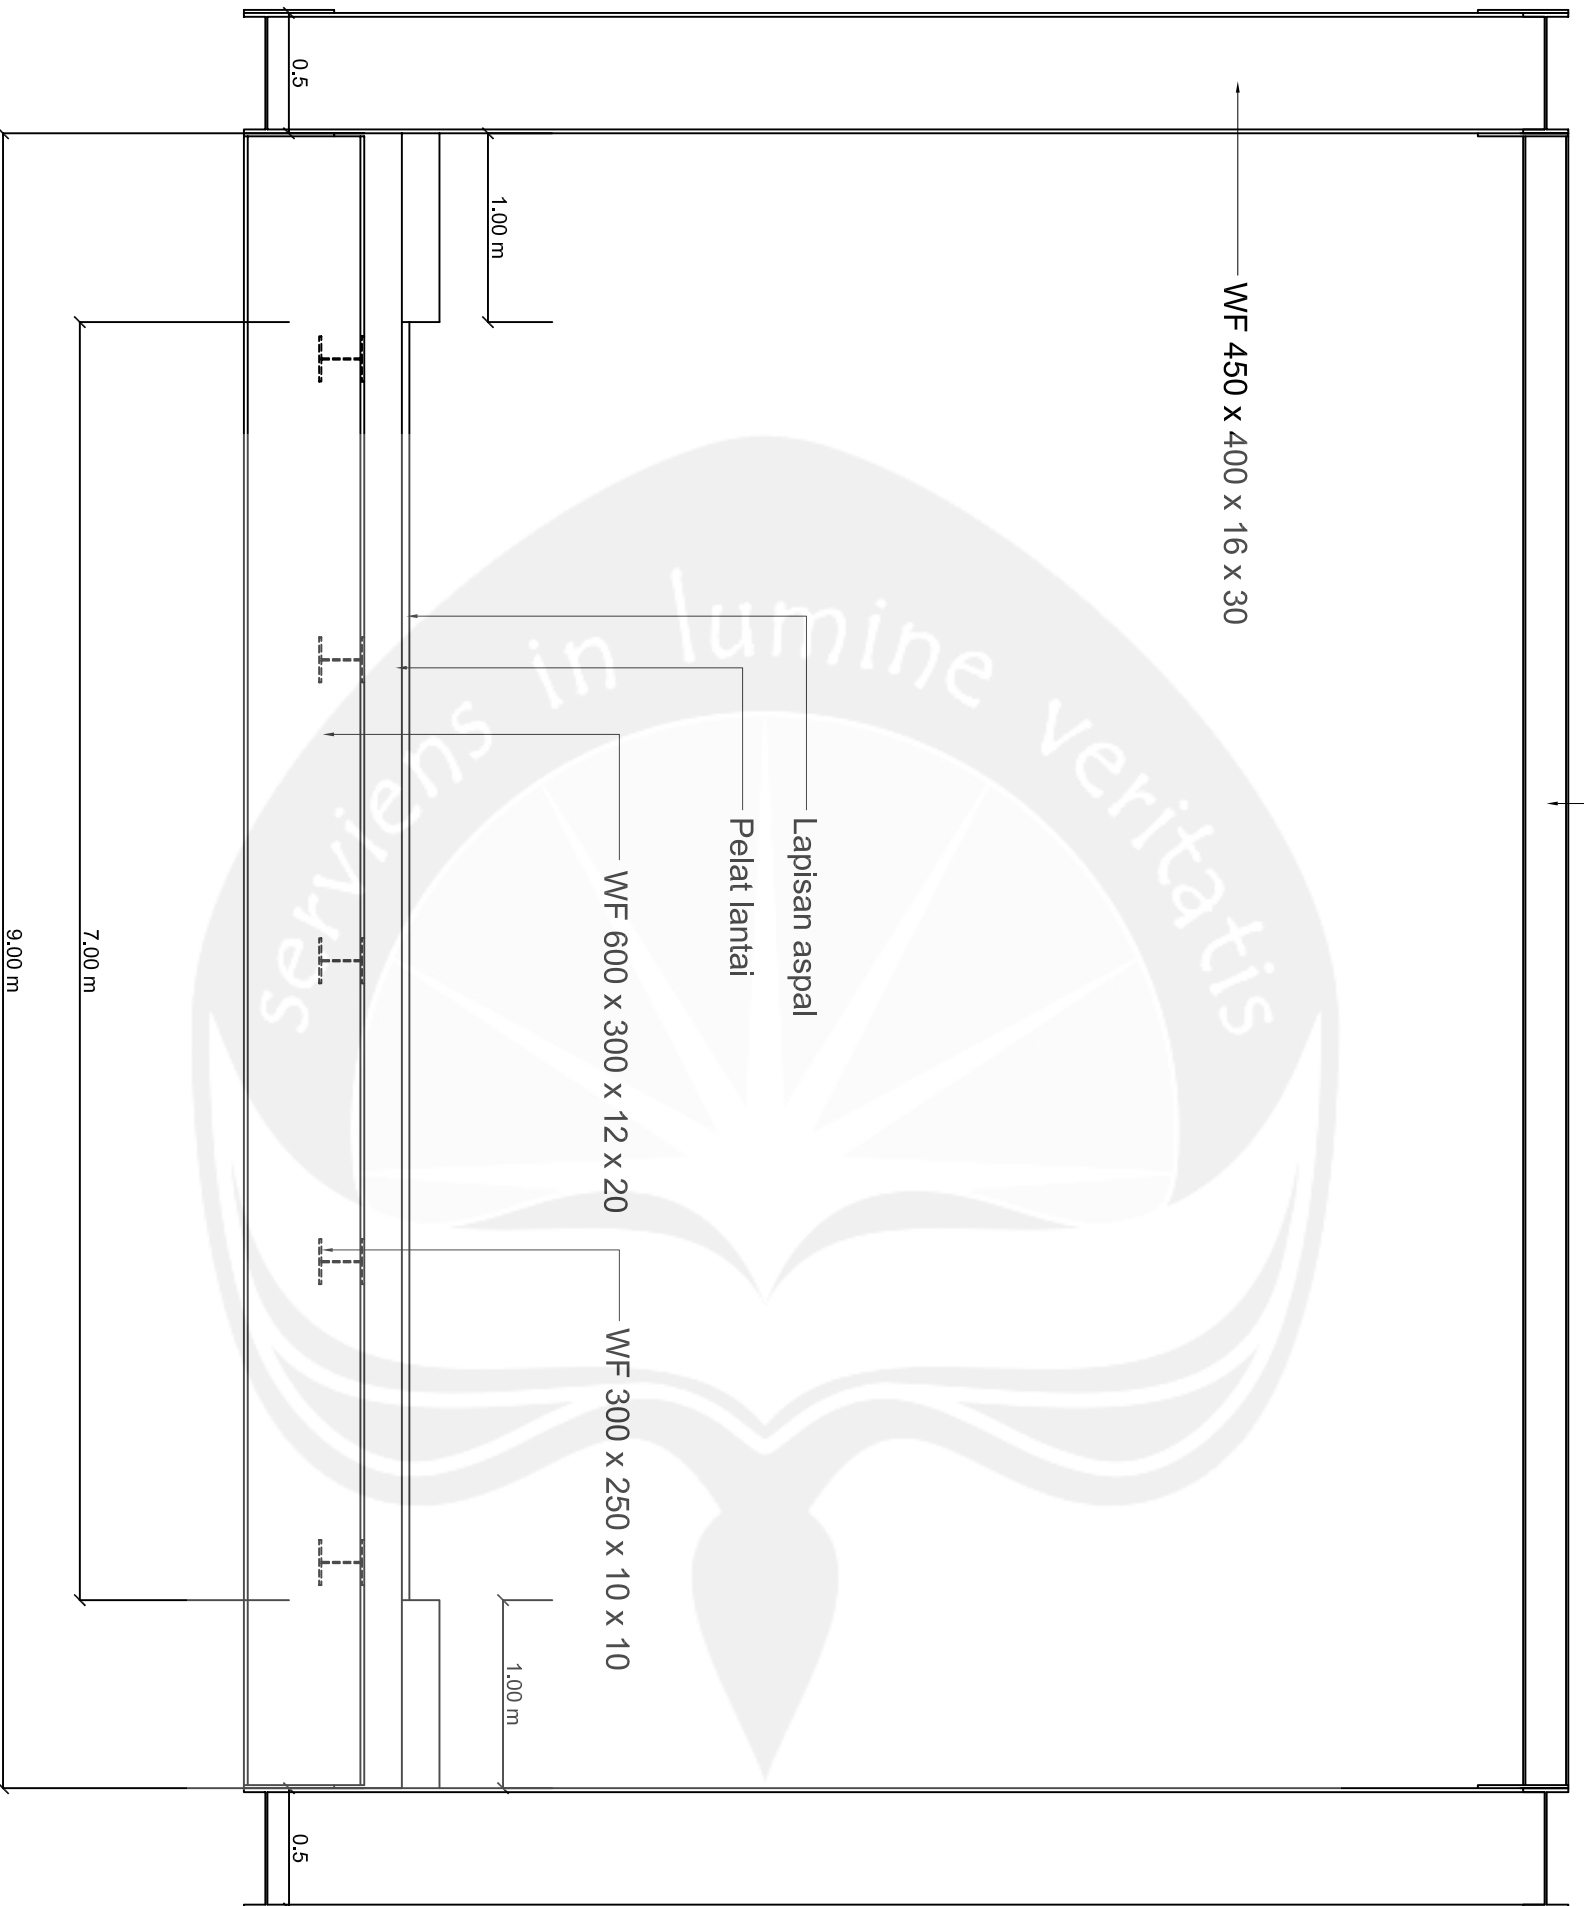 WF 450 x 400 x 16 x 30
Lapisan aspal
Pelat lantai
WF 600 x 300 x 12 x 20
WF 300 x 250 x 10 x 10
0.5
1.00 m
1.00 m
0.5
7.00 m
9.00 m
serviens in lumine veritatis